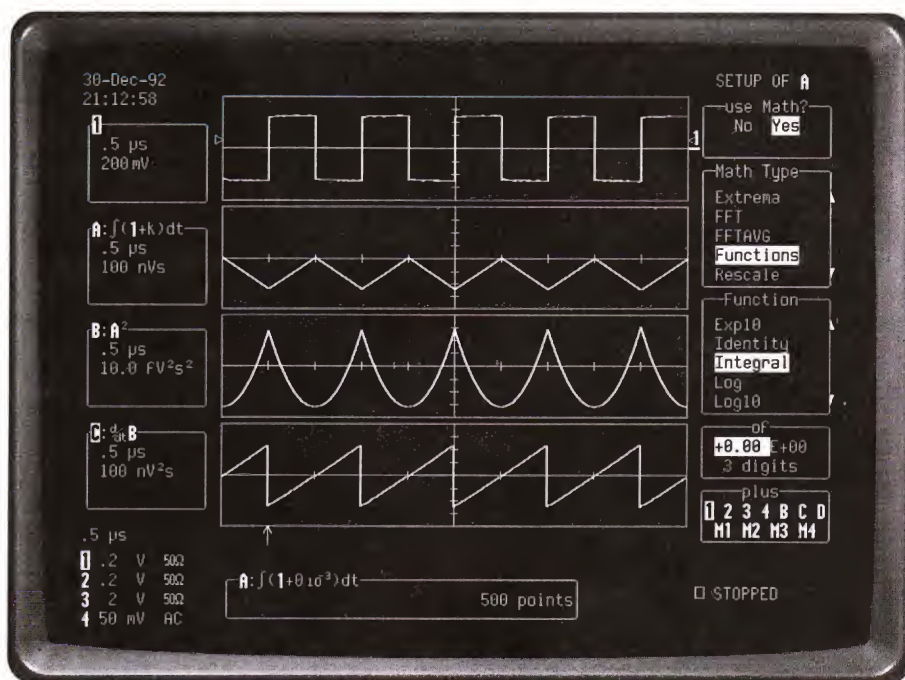 30-Dec-92
21:12:58
1
.5 µs
200 mV
A:∫(1+k)dt
.5 µs
100 nVs
B:A²
.5 µs
10.0 fV²s²
C: d/dt B
.5 µs
100 nV²s
.5 µs
1 .2 V 50Ω
2 .2 V 50Ω
3 2 V 50Ω
4 50 mV AC
1
A:∫(1+0 10⁻³)dt
500 points
SETUP OF A
use Math?
No Yes
Math Type
Extrema
FFT
FFTAVG
Functions
Rescale
Function
Exp10
Identity
Integral
Log
Log10
of
+0.00 E+00
3 digits
plus
1 2 3 4 B C D
M1 M2 M3 M4
□ STOPPED